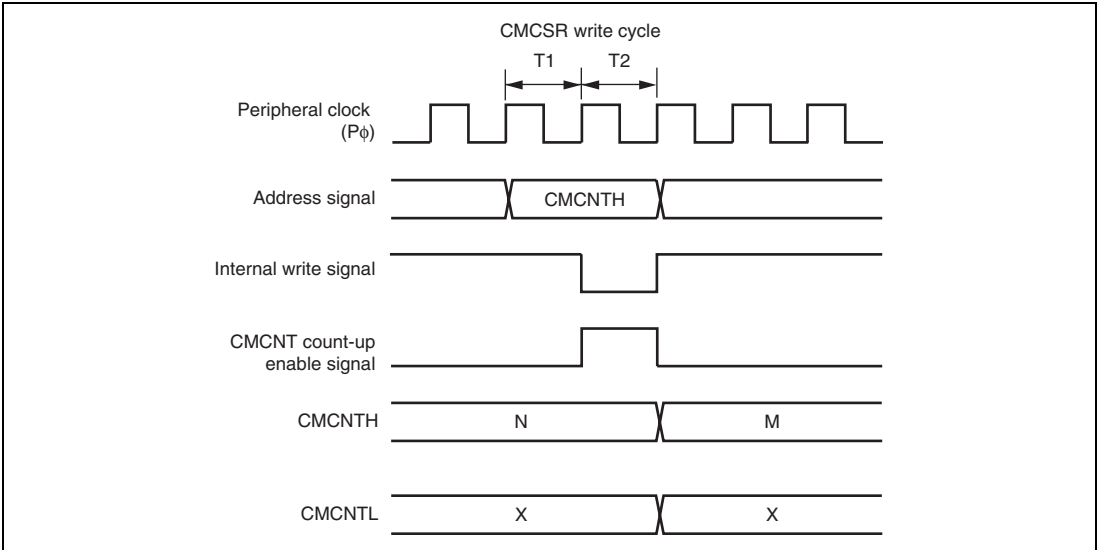 CMCSR write cycle
T1 T2
Peripheral clock
(Pϕ)
Address signal
CMCNTH
Internal write signal
CMCNT count-up
enable signal
CMCNTH
N M
CMCNTL
X X